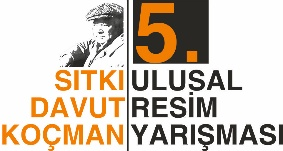 5.
SITKI ULUSAL
DAVUT RESİM
KOÇMAN YARIŞMASI